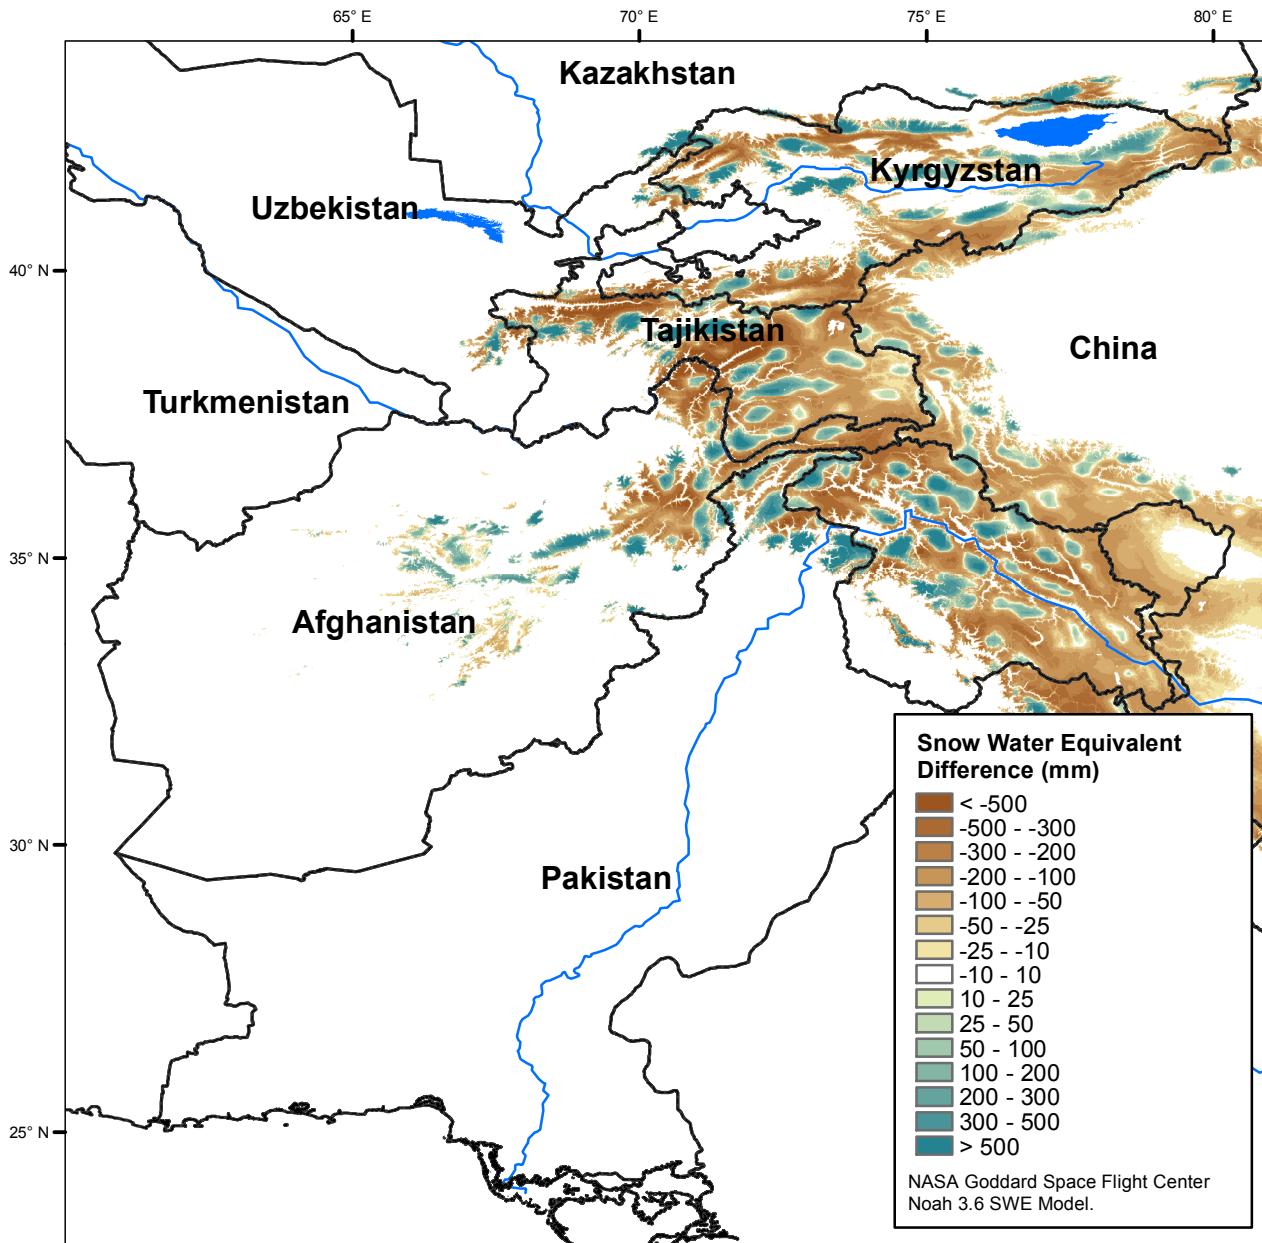 65° E
70° E
75° E
80° E
Kazakhstan
Kyrgyzstan
Uzbekistan
40° N
Tajikistan
China
Turkmenistan
35° N
Afghanistan
30° N
Pakistan
25° N
Snow Water Equivalent
Difference (mm)
< -500
-500 - -300
-300 - -200
-200 - -100
-100 - -50
-50 - -25
-25 - -10
-10 - 10
10 - 25
25 - 50
50 - 100
100 - 200
200 - 300
300 - 500
> 500
NASA Goddard Space Flight Center
Noah 3.6 SWE Model.